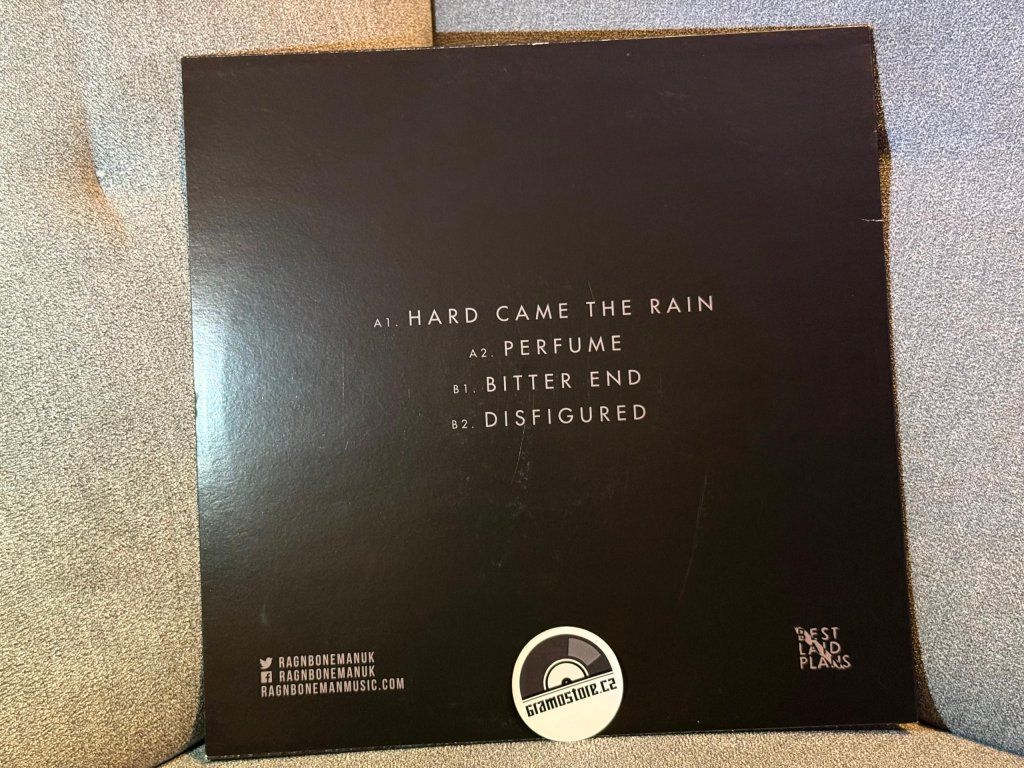 A1. HARD CAME THE RAIN
A2. PERFUME
B1. BITTER END
B2. DISFIGURED
RAGNBONEMANUK
RAGNBONEMANUK
RAGNBONEMANMUSIC.COM
Gramostore.cz
BEST
LAID
PLANS